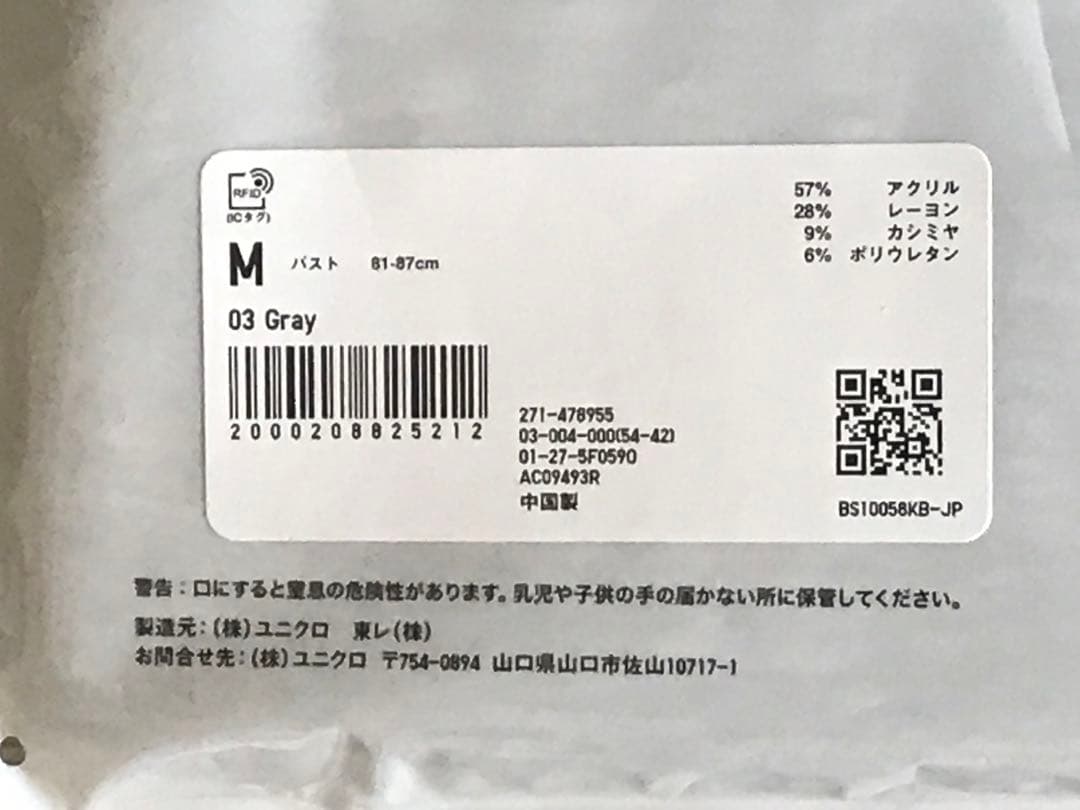 RFID
(ICタグ)
M バスト 81-87cm
03 Gray
2000208825212
57% アクリル
28% レーヨン
9% カシミヤ
6% ポリウレタン
271-478955
03-004-000(54-42)
01-27-5F0590
AC09493R
中国製
BS10058KB-JP
警告：口にすると窒息の危険性があります。乳児や子供の手の届かない所に保管してください。
製造元：(株)ユニクロ 東レ(株)
お問合せ先：(株)ユニクロ 〒754-0894 山口県山口市佐山10717-1